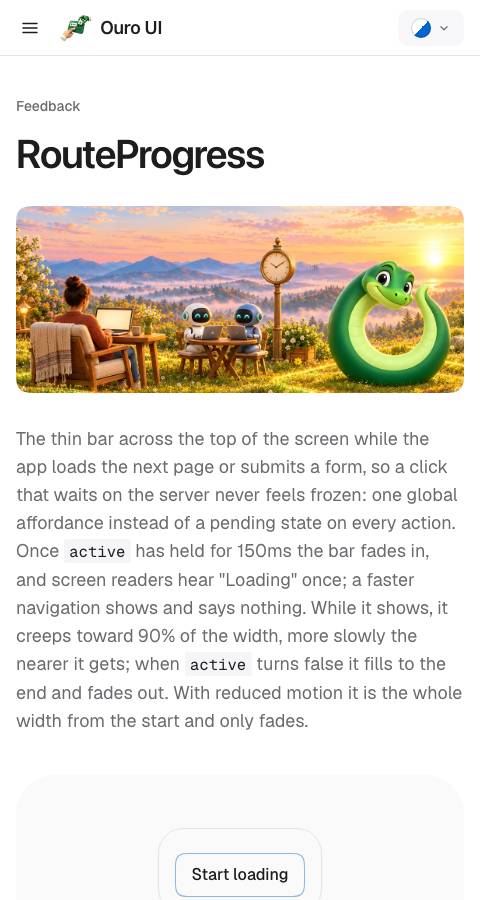 Ouro UI
Feedback
RouteProgress
The thin bar across the top of the screen while the
app loads the next page or submits a form, so a click
that waits on the server never feels frozen: one global
affordance instead of a pending state on every action.
Once active has held for 150ms the bar fades in,
and screen readers hear "Loading" once; a faster
navigation shows and says nothing. While it shows, it
creeps toward 90% of the width, more slowly the
nearer it gets; when active turns false it fills to the
end and fades out. With reduced motion it is the whole
width from the start and only fades.
Start loading